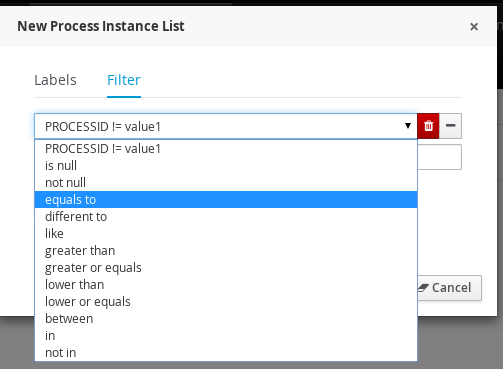 New Process Instance List ×
Labels Filter
PROCESSID != value1
PROCESSID != value1
is null
not null
equals to
different to
like
greater than
greater or equals
lower than
lower or equals
between
in
not in
Cancel